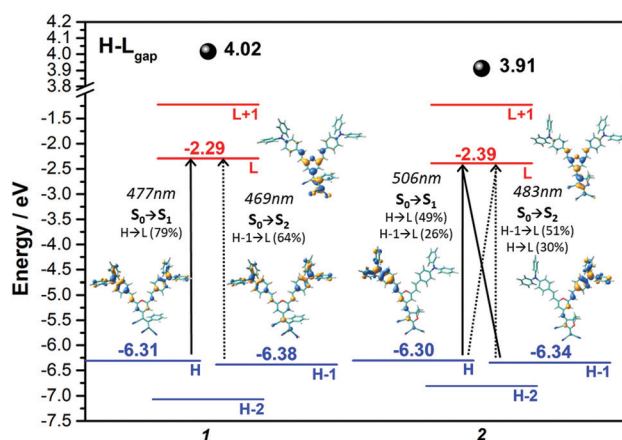 4.2
4.1
4.0
3.9
3.8
-1.5
-2.0
-2.5
-3.0
-3.5
-4.0
-4.5
-5.0
-5.5
-6.0
-6.5
-7.0
-7.5
Energy / eV
H-Lgap
4.02
3.91
L+1
-2.29
L
477nm
S0→S1
H→L (79%)
469nm
S0→S2
H-1→L (64%)
-6.31
H
-6.38
H-1
H-2
L+1
-2.39
L
506nm
S0→S1
H→L (49%)
H-1→L (26%)
483nm
S0→S2
H-1→L (51%)
H→L (30%)
-6.30
H
-6.34
H-1
H-2
1
2